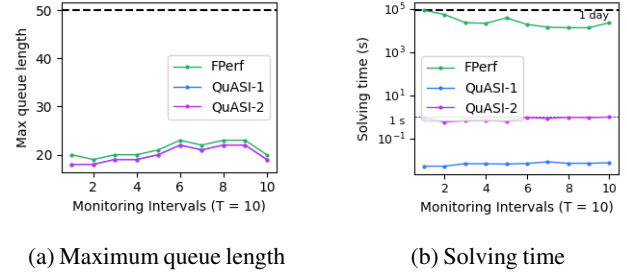 50
40
30
20
Max queue length
FPerf
QuASI-1
QuASI-2
2 4 6 8 10
Monitoring Intervals (T = 10)
(a) Maximum queue length
10^5
10^3
10^1
1 s
10^−1
Solving time (s)
1 day
FPerf
QuASI-1
QuASI-2
2 4 6 8 10
Monitoring Intervals (T = 10)
(b) Solving time